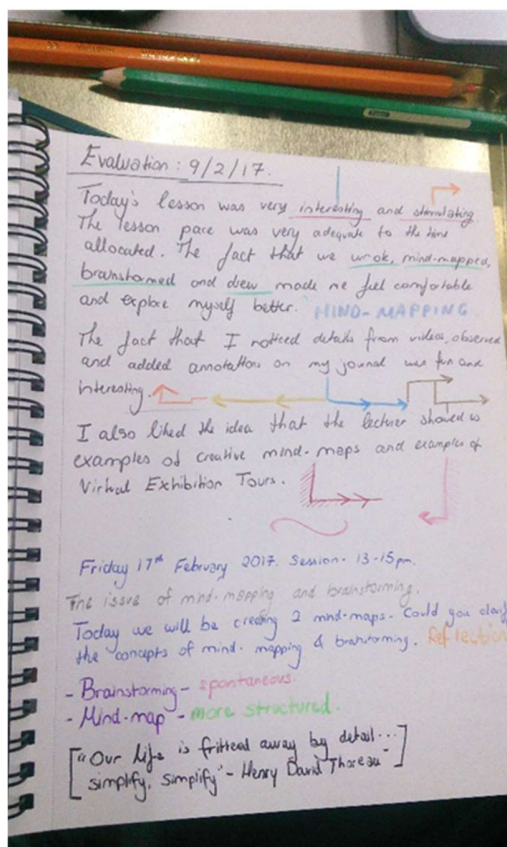 Evaluation : 9/2/17.
Today's lesson was very interesting and stimulating.
The lesson pace was very adequate to the time
allocated. The fact that we wrok, mind-mapped,
brainstormed and drew made me feel comfortable
and explore myself better. MIND-MAPPING
The fact that I noticed details from videos, observed
and added annotations on my journal was fun and
interesting.
I also liked the idea that the lecturer showed us
examples of creative mind-maps and examples of
Virtual Exhibition Tours.
Friday 17th February 2017. Session - 13-15pm.
The issue of mind-mapping and brainstorming.
Today we will be creating 2 mind-maps. Could you clarify
the concepts of mind-mapping & brainstorming. Reflection
- Brainstorming - spontaneous.
- Mind-map - more structured.
["Our life is frittead away by detail...
simplify, simplify" - Henry David Thoreau]